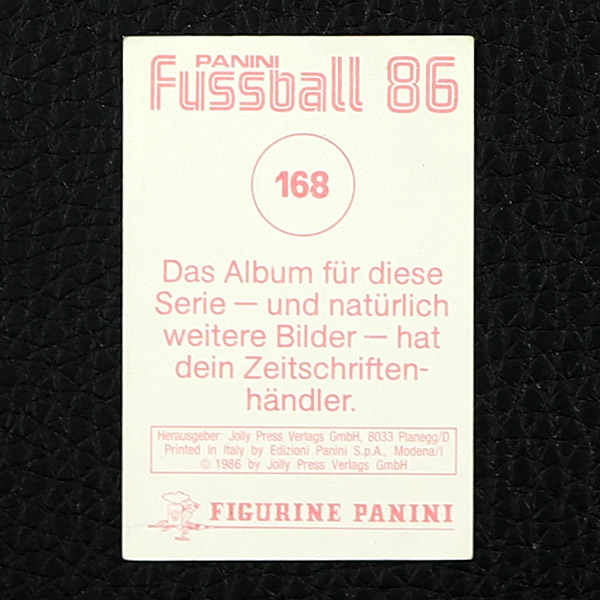 PANINI
Fussball 86
168
Das Album für diese
Serie — und natürlich
weitere Bilder — hat
dein Zeitschriften-
händler.
Herausgeber: Jolly Press Verlags GmbH, 8033 Planegg/D
Printed in Italy by Edizioni Panini S.p.A., Modena/I
© 1986 by Jolly Press Verlags GmbH
FIGURINE PANINI